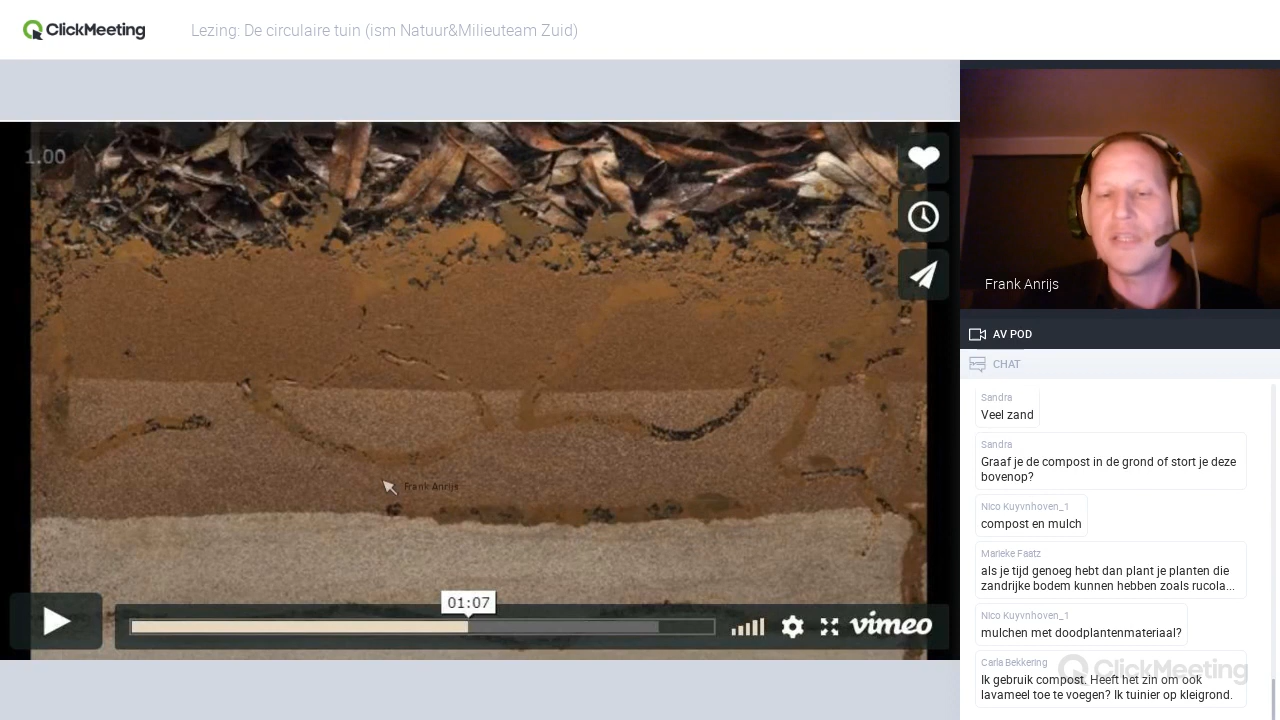 ClickMeeting
Lezing: De circulaire tuin (ism Natuur&Milieuteam Zuid)
1.00
Frank Anrijs
01:07
vimeo
Frank Anrijs
AV POD
CHAT
Sandra
Veel zand
Sandra
Graaf je de compost in de grond of stort je deze
bovenop?
Nico Kuyvnhoven_1
compost en mulch
Marieke Faatz
als je tijd genoeg hebt dan plant je planten die
zandrijke bodem kunnen hebben zoals rucola...
Nico Kuyvnhoven_1
mulchen met doodplantenmateriaal?
Carla Bekkering
Ik gebruik compost. Heeft het zin om ook
lavameel toe te voegen? Ik tuinier op kleigrond.
ClickMeeting